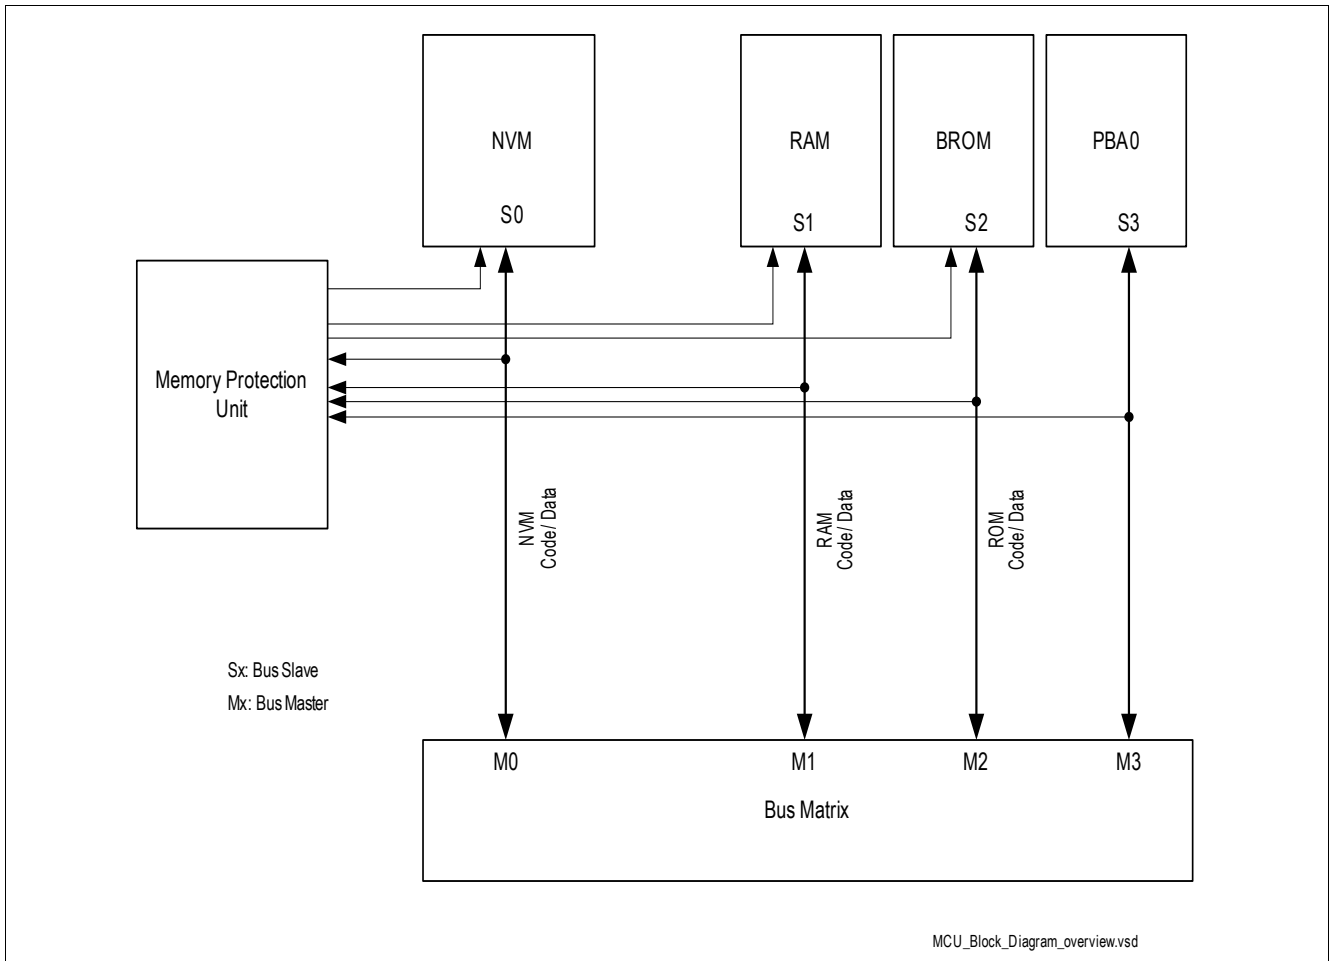 NVM
RAM
BROM
PBA0
S0
S1
S2
S3
Memory Protection
Unit
NVM
Code/ Data
RAM
Code/ Data
ROM
Code/ Data
Sx: Bus Slave
Mx: Bus Master
M0
M1
M2
M3
Bus Matrix
MCU_Block_Diagram_overview.vsd